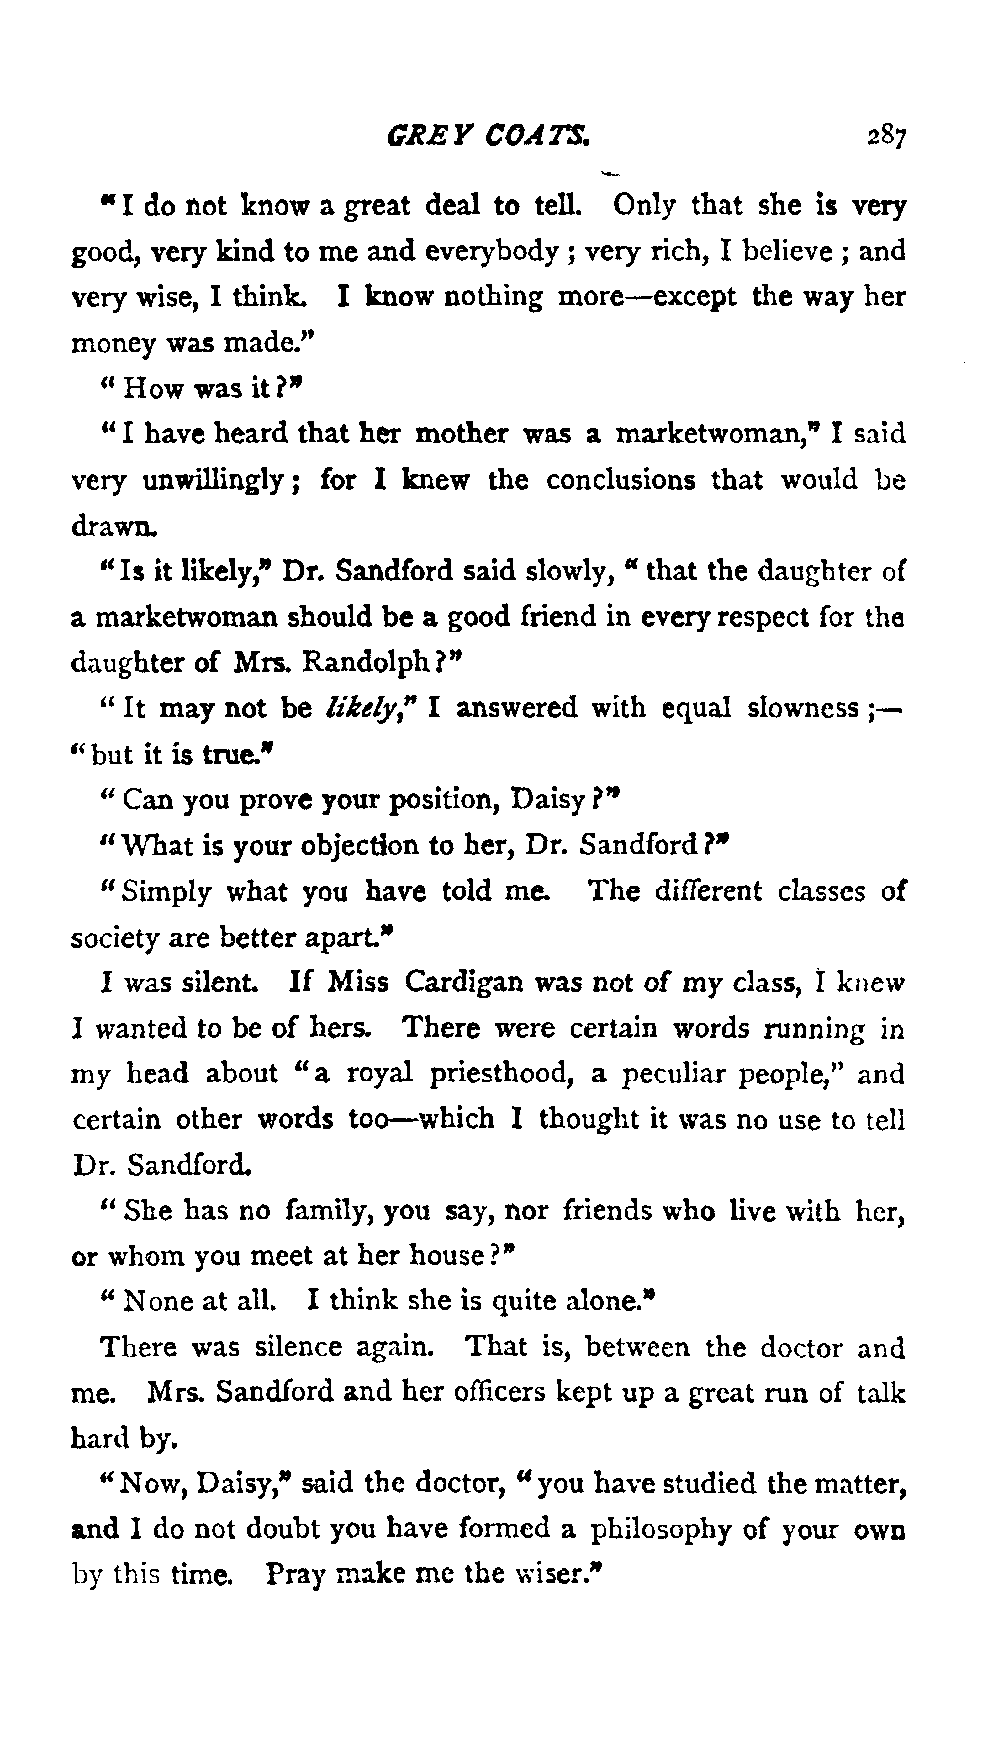 GREY COATS. 287
"I do not know a great deal to tell. Only that she is very
good, very kind to me and everybody ; very rich, I believe ; and
very wise, I think. I know nothing more—except the way her
money was made."
" How was it ?"
"I have heard that her mother was a marketwoman," I said
very unwillingly ; for I knew the conclusions that would be
drawn.
"Is it likely," Dr. Sandford said slowly, "that the daughter of
a marketwoman should be a good friend in every respect for the
daughter of Mrs. Randolph ?"
" It may not be likely," I answered with equal slowness ;—
"but it is true."
" Can you prove your position, Daisy ?"
"What is your objection to her, Dr. Sandford ?"
"Simply what you have told me. The different classes of
society are better apart."
I was silent. If Miss Cardigan was not of my class, I knew
I wanted to be of hers. There were certain words running in
my head about "a royal priesthood, a peculiar people," and
certain other words too—which I thought it was no use to tell
Dr. Sandford.
" She has no family, you say, nor friends who live with her,
or whom you meet at her house ?"
" None at all. I think she is quite alone."
There was silence again. That is, between the doctor and
me. Mrs. Sandford and her officers kept up a great run of talk
hard by.
"Now, Daisy," said the doctor, "you have studied the matter,
and I do not doubt you have formed a philosophy of your own
by this time. Pray make me the wiser."